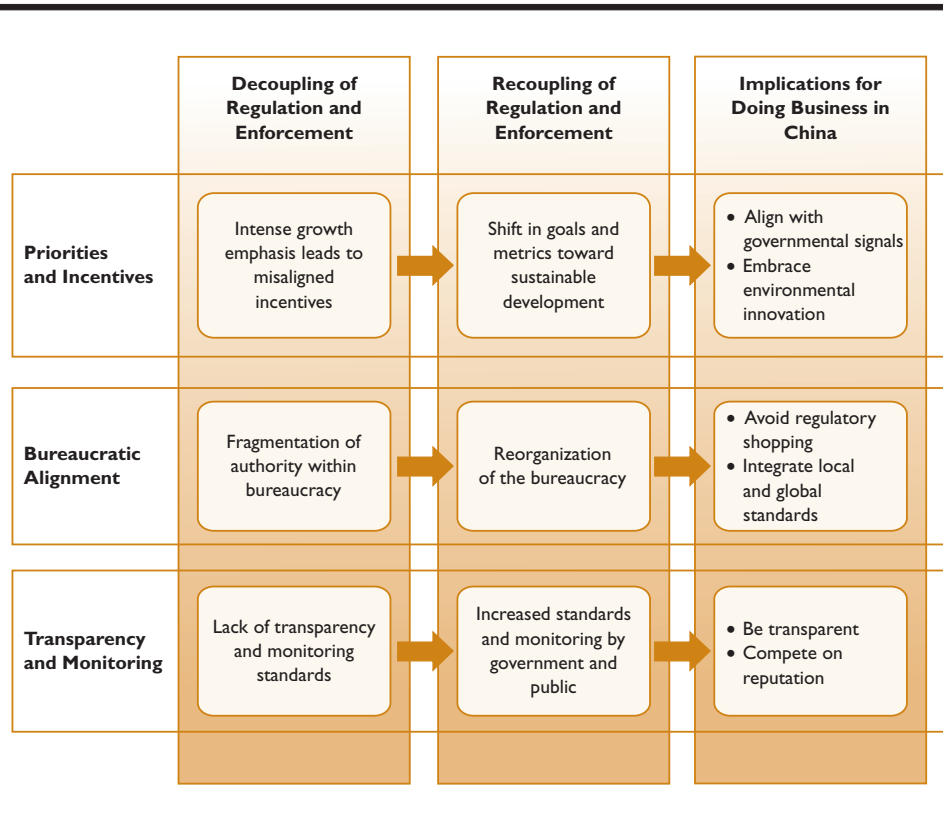 Decoupling of
Regulation and
Enforcement
Recoupling of
Regulation and
Enforcement
Implications for
Doing Business in
China
Priorities
and Incentives
Intense growth
emphasis leads to
misaligned
incentives
Shift in goals and
metrics toward
sustainable
development
• Align with
governmental signals
• Embrace
environmental
innovation
Bureaucratic
Alignment
Fragmentation of
authority within
bureaucracy
Reorganization
of the bureaucracy
• Avoid regulatory
shopping
• Integrate local
and global
standards
Transparency
and Monitoring
Lack of transparency
and monitoring
standards
Increased standards
and monitoring by
government and
public
• Be transparent
• Compete on
reputation